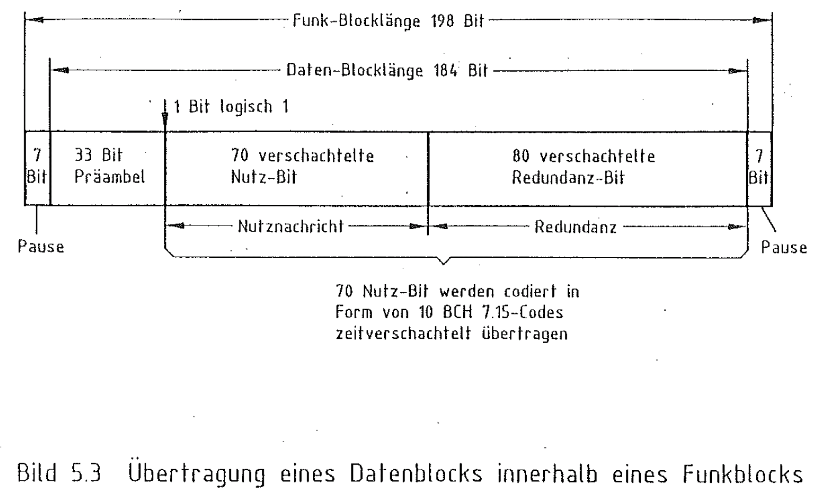 Funk-Blocklänge 198 Bit
Daten-Blocklänge 184 Bit
1 Bit logisch 1
7 Bit
33 Bit
Präambel
70 verschachtelte
Nutz-Bit
80 verschachtelte
Redundanz-Bit
7 Bit
Pause
Nutznachricht
Redundanz
Pause
70 Nutz-Bit werden codiert in
Form von 10 BCH 7.15-Codes
zeitverschachtelt übertragen
Bild 5.3 Übertragung eines Datenblocks innerhalb eines Funkblocks